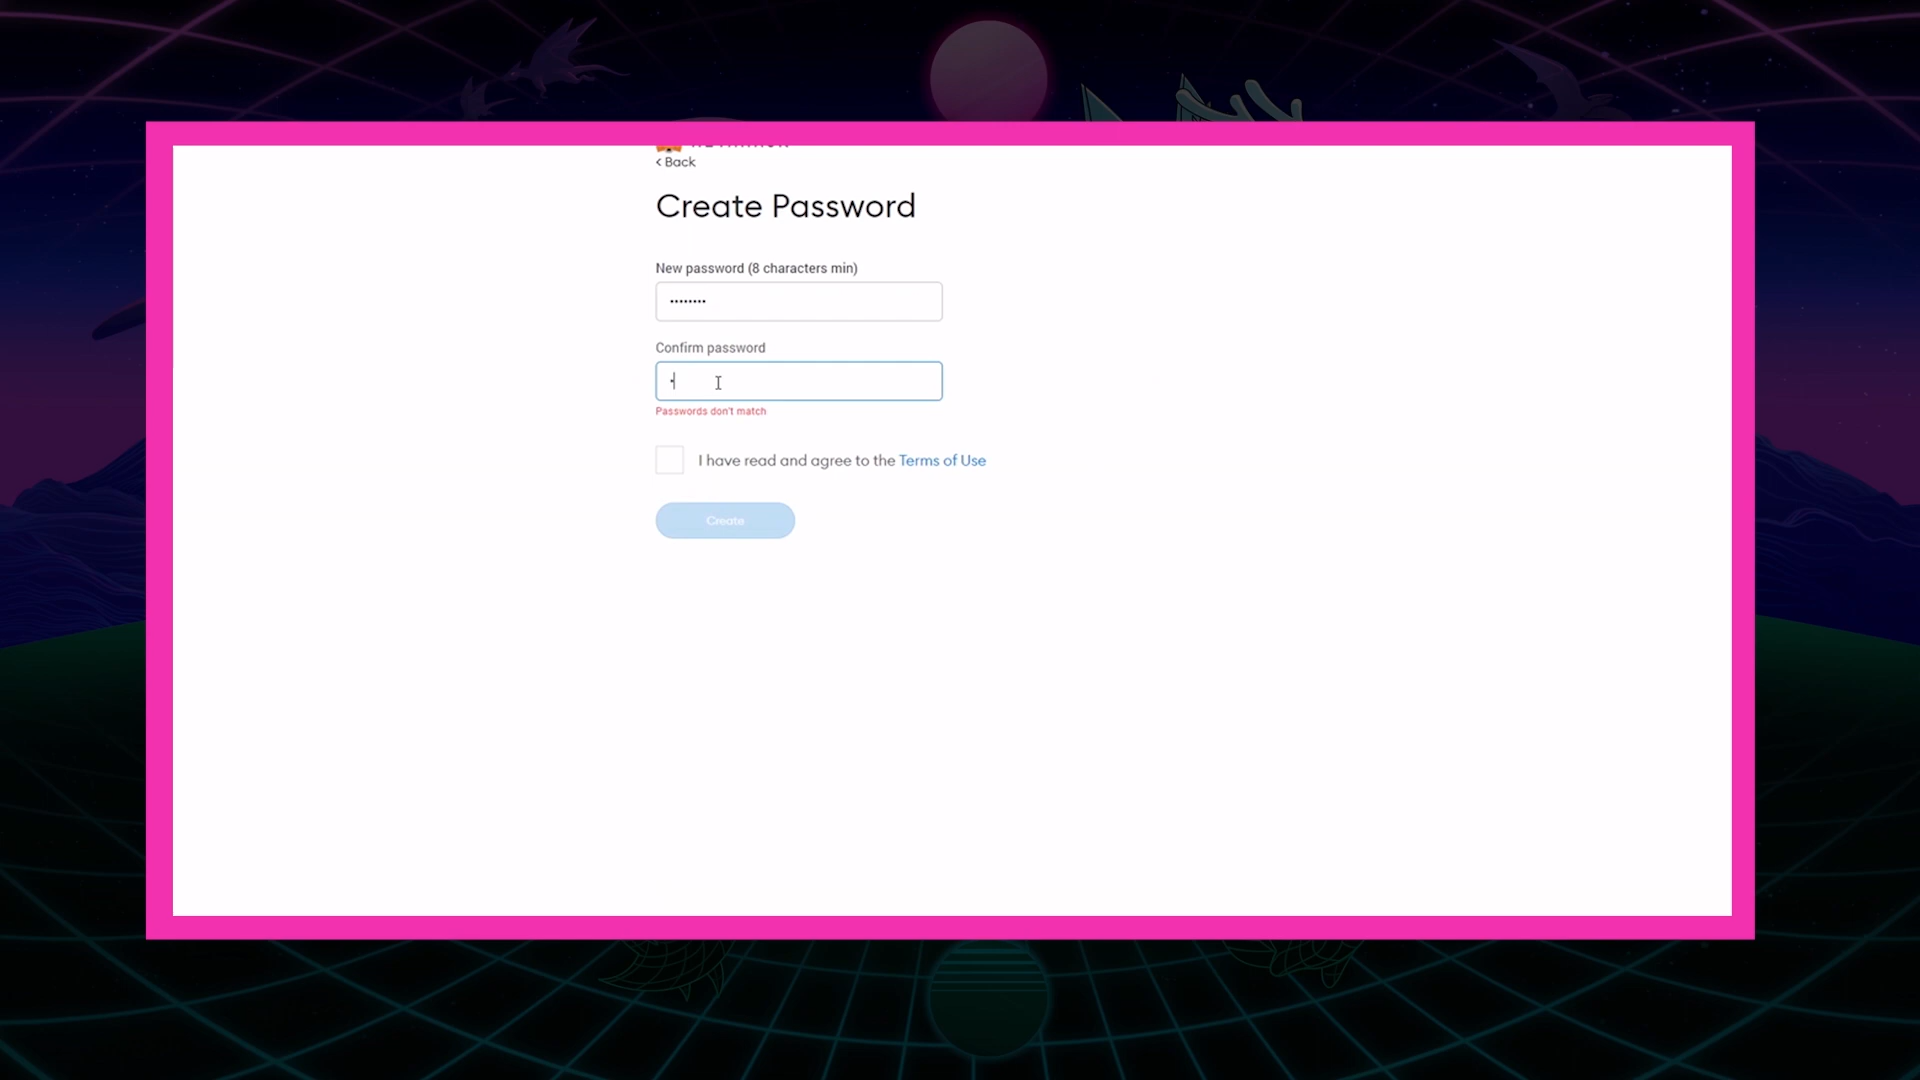 < Back
Create Password
New password (8 characters min)
••••••••
Confirm password
•
Passwords don't match
I have read and agree to the Terms of Use
Create